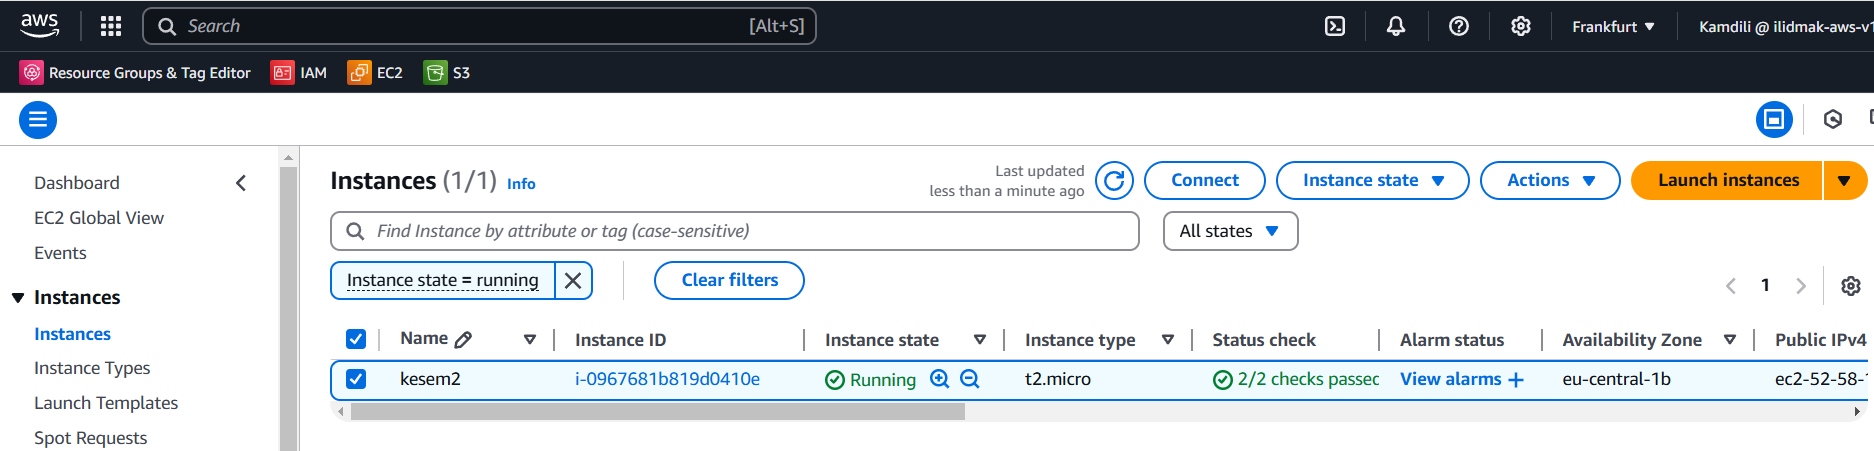 aws
Search [Alt+S]
Frankfurt
Kamdili @ ilidmak-aws-v1
Resource Groups & Tag Editor
IAM
EC2
S3
Dashboard
EC2 Global View
Events
Instances
Instances
Instance Types
Launch Templates
Spot Requests
Instances (1/1) Info
Last updated
less than a minute ago
Connect
Instance state
Actions
Launch instances
Find Instance by attribute or tag (case-sensitive)
All states
Instance state = running
Clear filters
1
Name Instance ID Instance state Instance type Status check Alarm status Availability Zone Public IPv4
kesem2 i-0967681b819d0410e Running t2.micro 2/2 checks passec View alarms + eu-central-1b ec2-52-58-